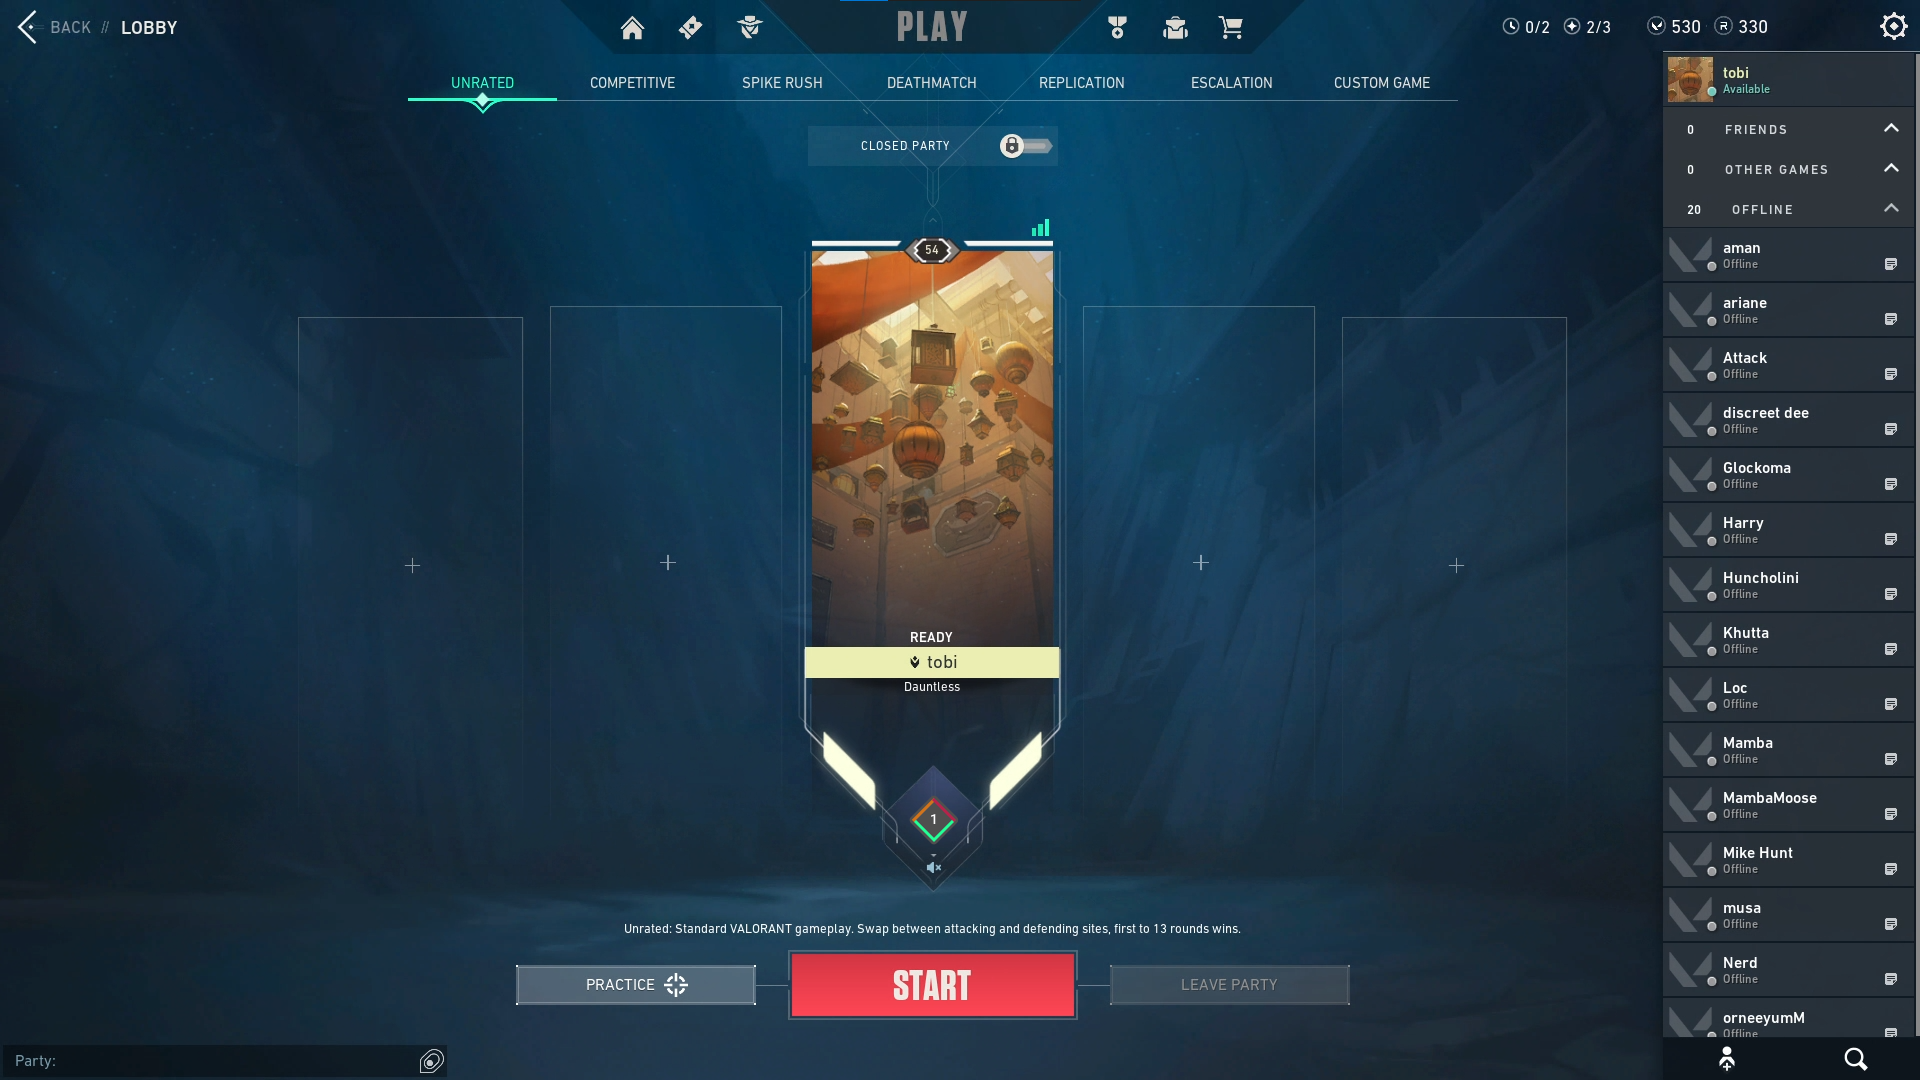 BACK // LOBBY
PLAY
0/2 2/3 530 330
UNRATED COMPETITIVE SPIKE RUSH DEATHMATCH REPLICATION ESCALATION CUSTOM GAME
CLOSED PARTY
54
READY
tobi
Dauntless
1
Unrated: Standard VALORANT gameplay. Swap between attacking and defending sites, first to 13 rounds wins.
PRACTICE
START
LEAVE PARTY
Party:
tobi
Available
0 FRIENDS
0 OTHER GAMES
20 OFFLINE
aman
Offline
ariane
Offline
Attack
Offline
discreet dee
Offline
Glockoma
Offline
Harry
Offline
Huncholini
Offline
Khutta
Offline
Loc
Offline
Mamba
Offline
MambaMoose
Offline
Mike Hunt
Offline
musa
Offline
Nerd
Offline
orneeyumM
Offline